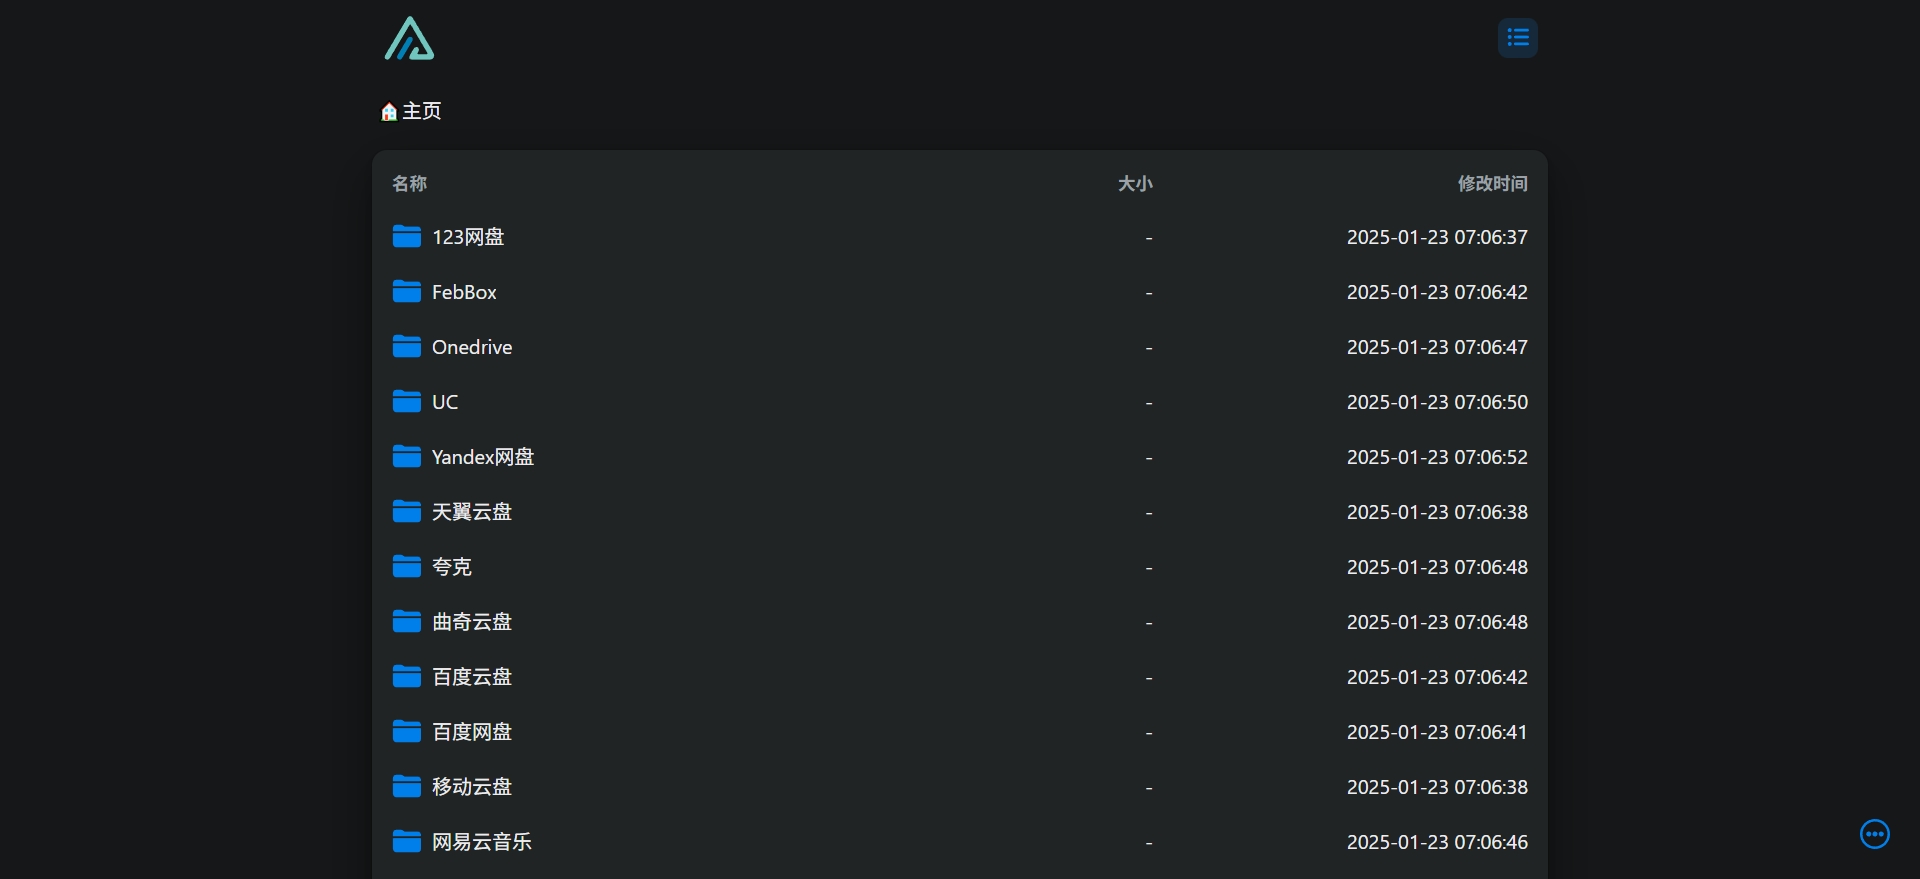 主页
名称 大小 修改时间
123网盘 - 2025-01-23 07:06:37
FebBox - 2025-01-23 07:06:42
Onedrive - 2025-01-23 07:06:47
UC - 2025-01-23 07:06:50
Yandex网盘 - 2025-01-23 07:06:52
天翼云盘 - 2025-01-23 07:06:38
夸克 - 2025-01-23 07:06:48
曲奇云盘 - 2025-01-23 07:06:48
百度云盘 - 2025-01-23 07:06:42
百度网盘 - 2025-01-23 07:06:41
移动云盘 - 2025-01-23 07:06:38
网易云音乐 - 2025-01-23 07:06:46